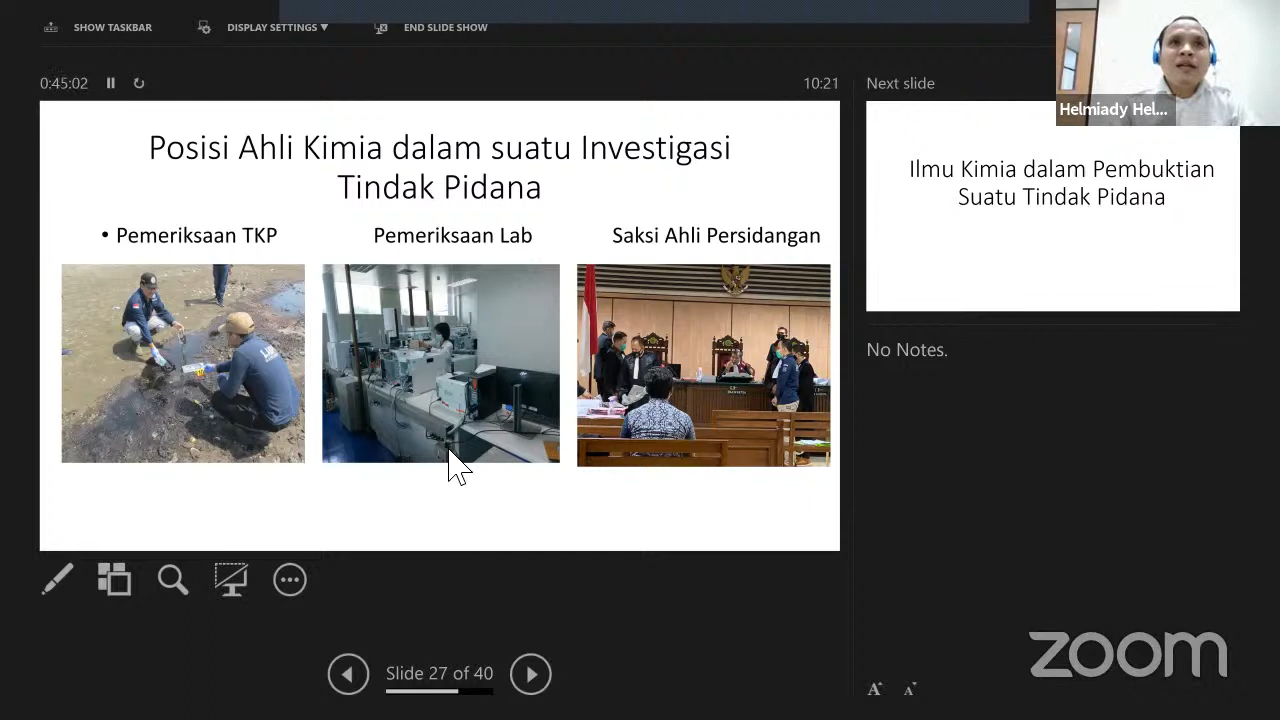 SHOW TASKBAR
DISPLAY SETTINGS ▼
END SLIDE SHOW
0:45:02
10:21
Next slide
Helmiady Hel...
Posisi Ahli Kimia dalam suatu Investigasi
Tindak Pidana
• Pemeriksaan TKP
Pemeriksaan Lab
Saksi Ahli Persidangan
Ilmu Kimia dalam Pembuktian
Suatu Tindak Pidana
No Notes.
Slide 27 of 40
zoom
A
A